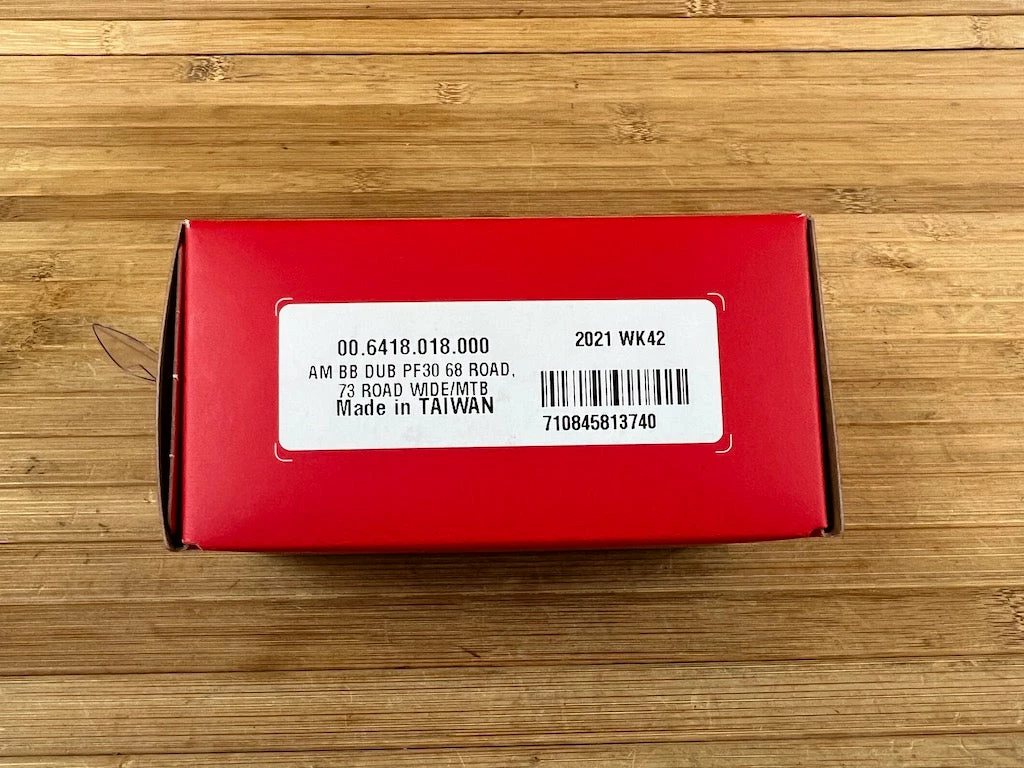 00.6418.018.000
AM BB DUB PF30 68 ROAD,
73 ROAD WIDE/MTB
Made in TAIWAN
2021 WK42
710845813740